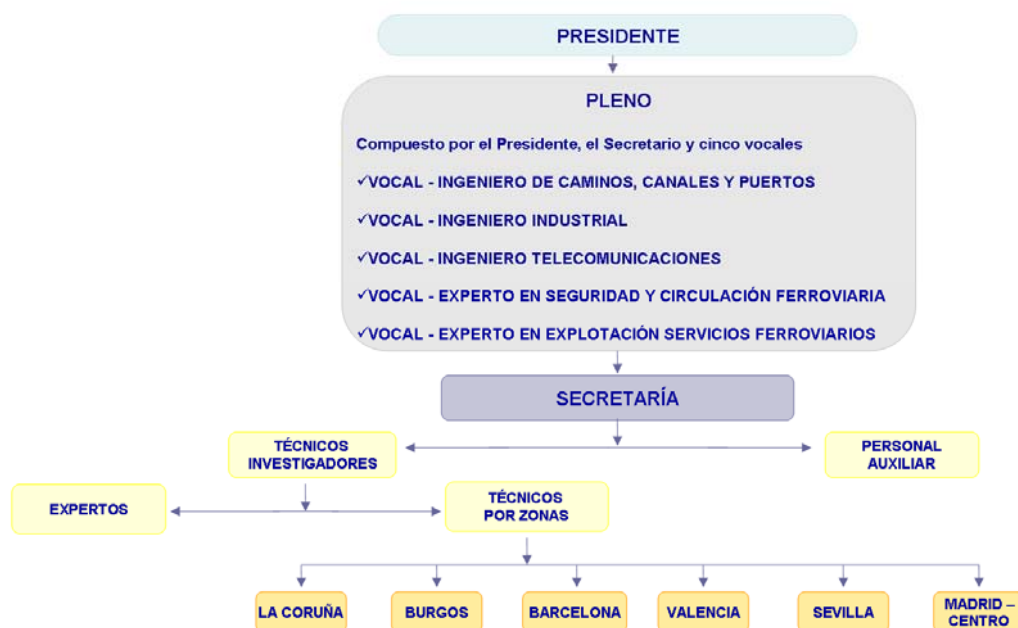 PRESIDENTE
PLENO
Compuesto por el Presidente, el Secretario y cinco vocales
✓VOCAL - INGENIERO DE CAMINOS, CANALES Y PUERTOS
✓VOCAL - INGENIERO INDUSTRIAL
✓VOCAL - INGENIERO TELECOMUNICACIONES
✓VOCAL - EXPERTO EN SEGURIDAD Y CIRCULACIÓN FERROVIARIA
✓VOCAL - EXPERTO EN EXPLOTACIÓN SERVICIOS FERROVIARIOS
SECRETARÍA
TÉCNICOS
INVESTIGADORES
PERSONAL
AUXILIAR
EXPERTOS
TÉCNICOS
POR ZONAS
LA CORUÑA
BURGOS
BARCELONA
VALENCIA
SEVILLA
MADRID –
CENTRO